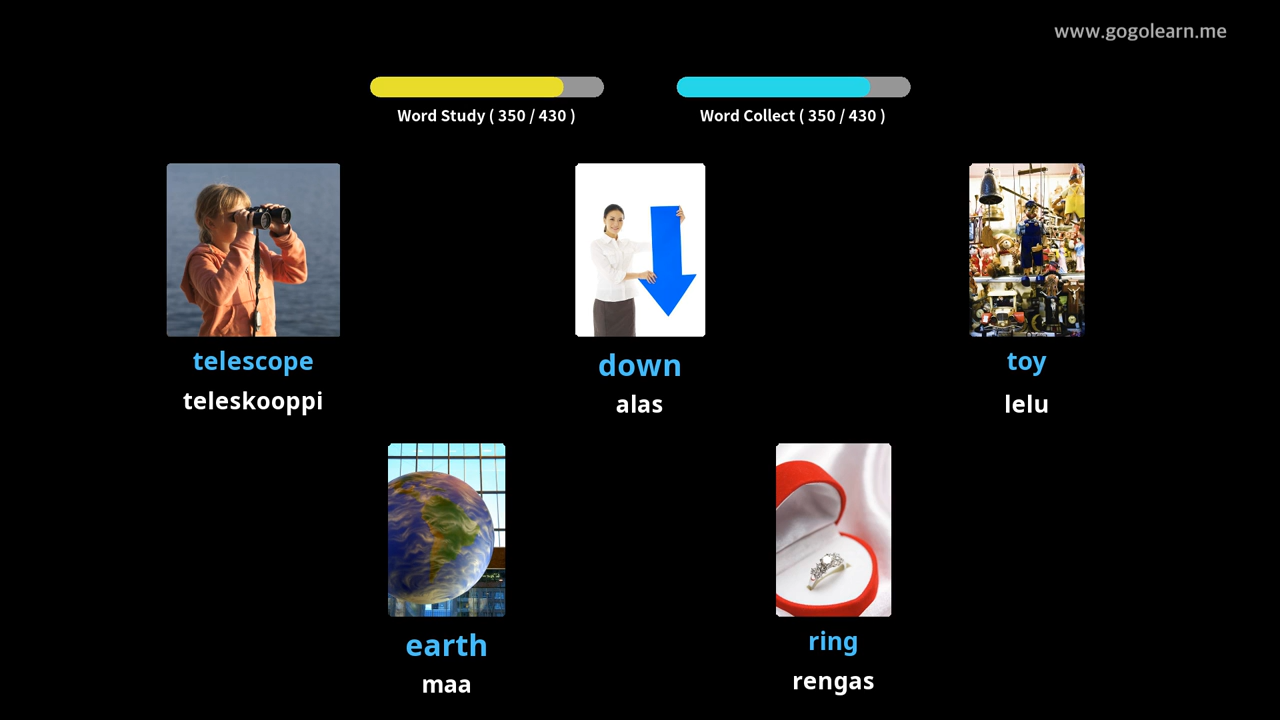 www.gogolearn.me
Word Study ( 350 / 430 )
Word Collect ( 350 / 430 )
telescope
teleskooppi
down
alas
toy
lelu
earth
maa
ring
rengas